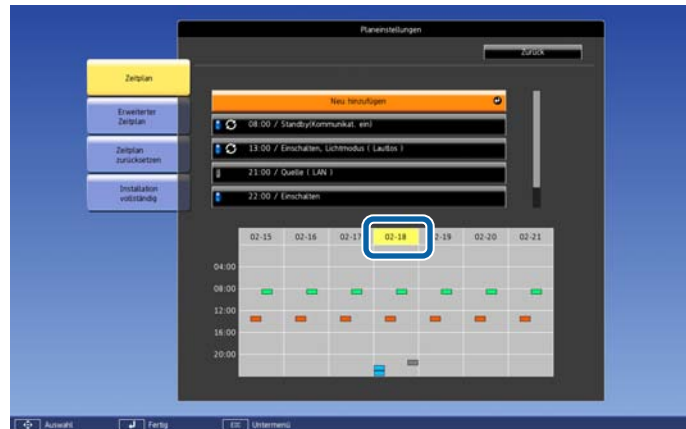 Planeinstellungen
Zurück
Zeitplan
Erweiterter
Zeitplan
Zeitplan
zurücksetzen
Installation
vollständig
Neu hinzufügen
08:00 / Standby(Kommunikat. ein)
13:00 / Einschalten, Lichtmodus ( Lautlos )
21:00 / Quelle ( LAN )
22:00 / Einschalten
02-15 02-16 02-17 02-18 2-19 02-20 02-21
04:00
08:00
12:00
16:00
20:00
Auswahl Fertig Esc Untermenü